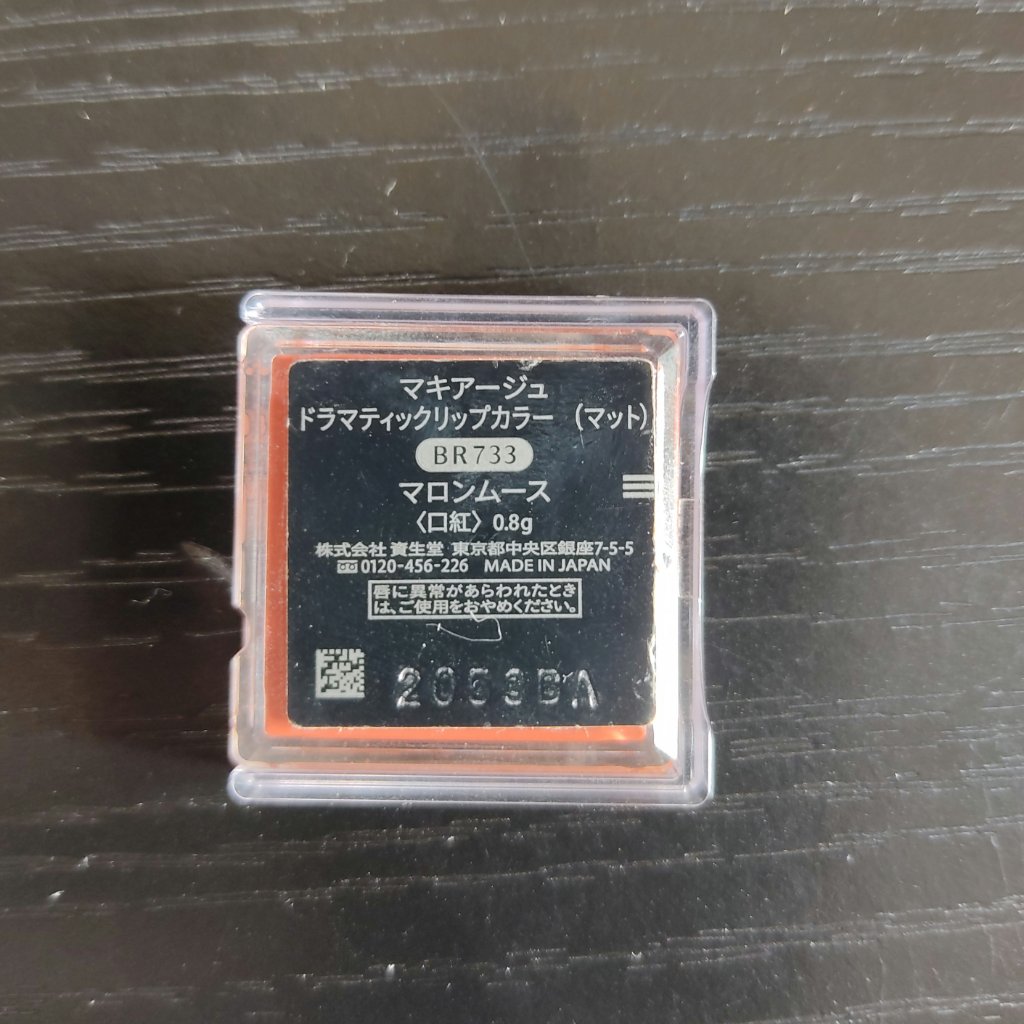 マキアージュ
ドラマティックリップカラー （マット）
BR733
マロンムース
〈口紅〉0.8g
株式会社 資生堂 東京都中央区銀座7-5-5
0120-456-226 MADE IN JAPAN
唇に異常があらわれたとき
は、ご使用をおやめください。
2053BA